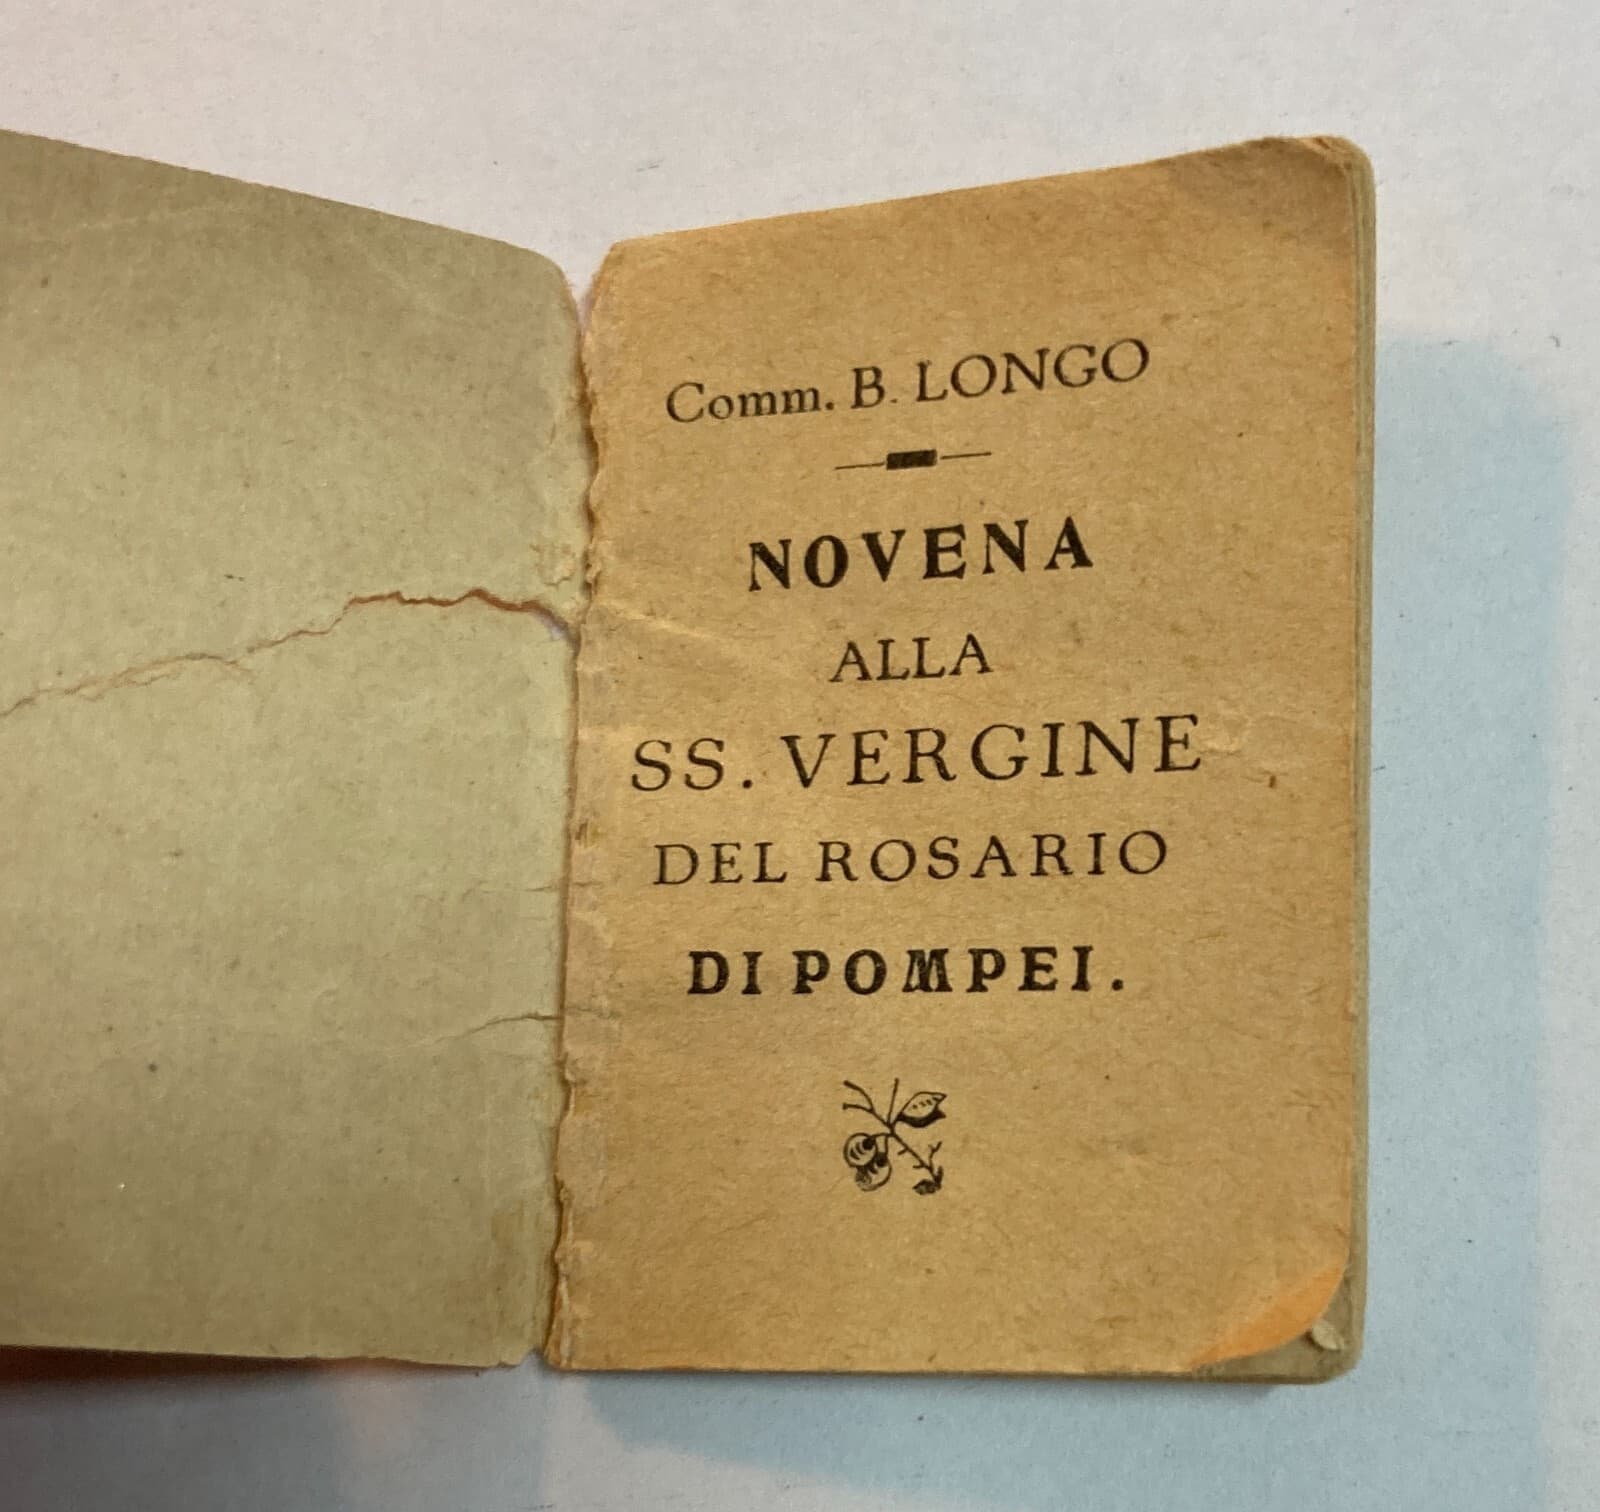 Comm. B. LONGO
NOVENA
ALLA
SS. VERGINE
DEL ROSARIO
DI POMPEI.